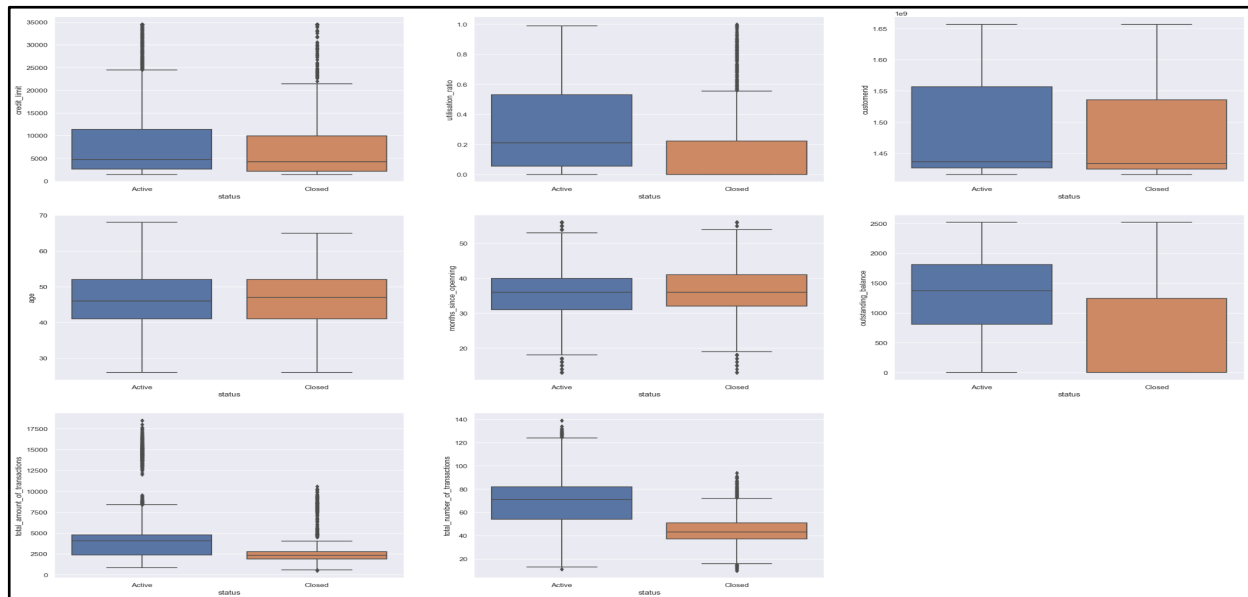 35000
30000
25000
20000
15000
10000
5000
0
credit_limit
Active
Closed
status
1.0
0.8
0.6
0.4
0.2
0.0
utilisation_ratio
Active
Closed
status
1e9
1.65
1.55
1.50
1.45
customerid
Active
Closed
status
70
60
50
40
30
age
Active
Closed
status
50
40
30
20
months_since_openning
Active
Closed
status
2500
2000
1500
1000
500
0
outstanding_balance
Active
Closed
status
17500
15000
12500
10000
7500
5000
2500
0
total_amount_of_transactions
Active
Closed
status
140
120
100
80
60
40
20
total_number_of_transactions
Active
Closed
status